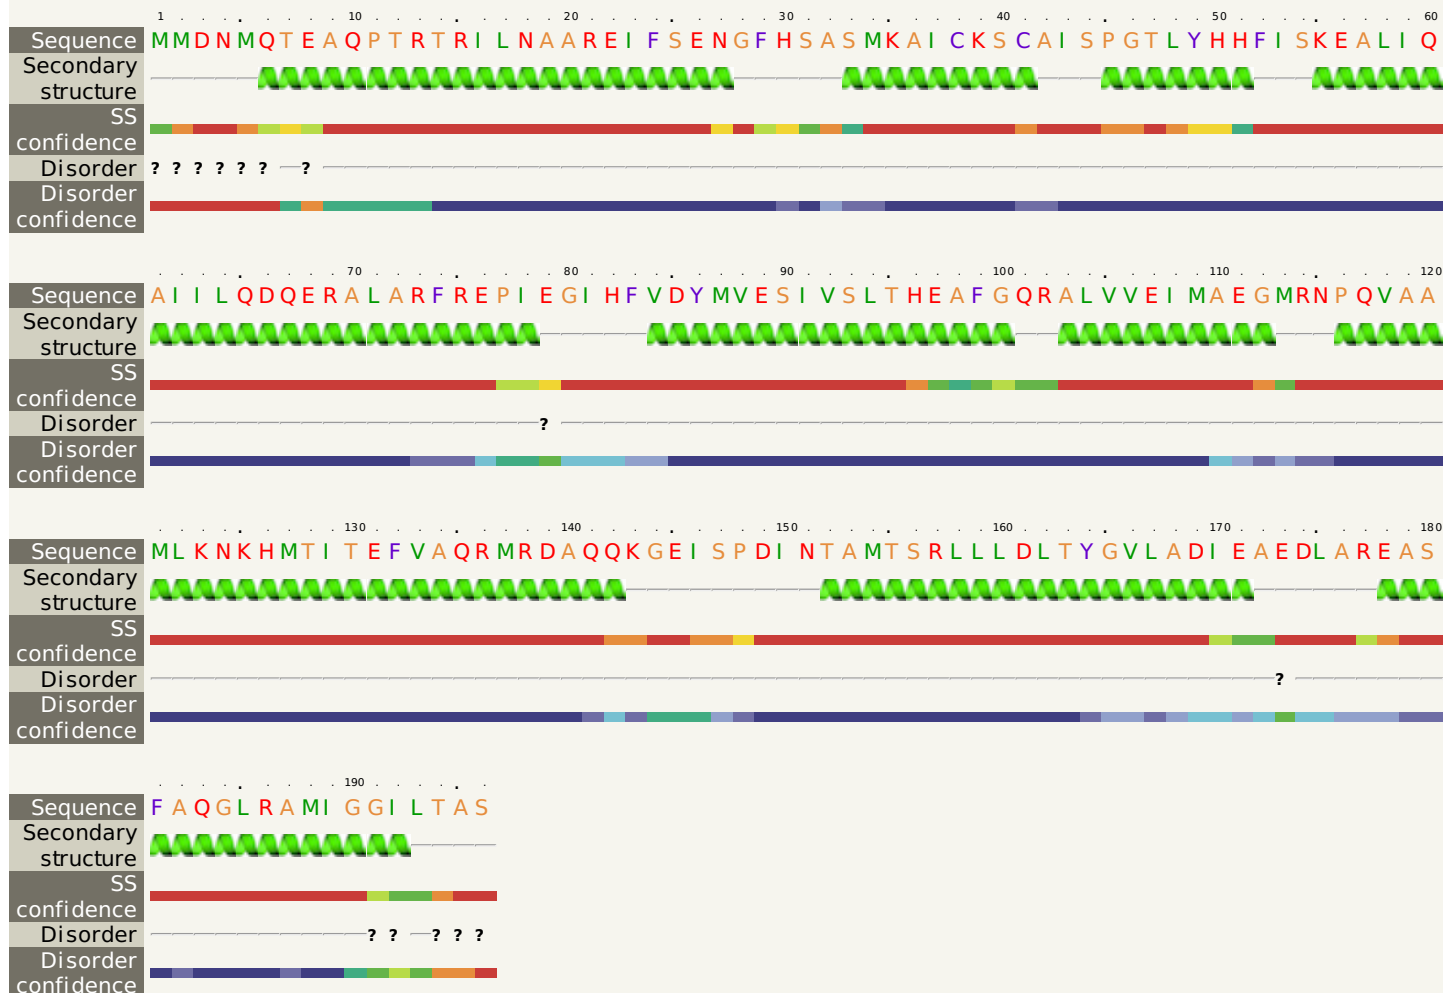 1 10 20 30 40 50 60
Sequence MMDNMQTEAQPTRTRILNAAREIFSENGFHSASMKAICKSCAISPGTLYHHFISKEALIQ
Secondary
structure
SS
confidence
Disorder ? ? ? ? ? ? ?
Disorder
confidence
70 80 90 100 110 120
Sequence AIILQDQERALARFREPIEGIHFVDYMVESIVSLTHEAFGQRALVVEIMAEGMRNPQVAA
Secondary
structure
SS
confidence
Disorder ?
Disorder
confidence
130 140 150 160 170 180
Sequence MLKNKHMTITEFVAQRMRDAQQKGEISPDINTAMTSRLLLDLTYGVLADIEAEDLAREAS
Secondary
structure
SS
confidence
Disorder ?
Disorder
confidence
190
Sequence FAQGLRAMIGGILTAS
Secondary
structure
SS
confidence
Disorder ? ? ? ? ?
Disorder
confidence